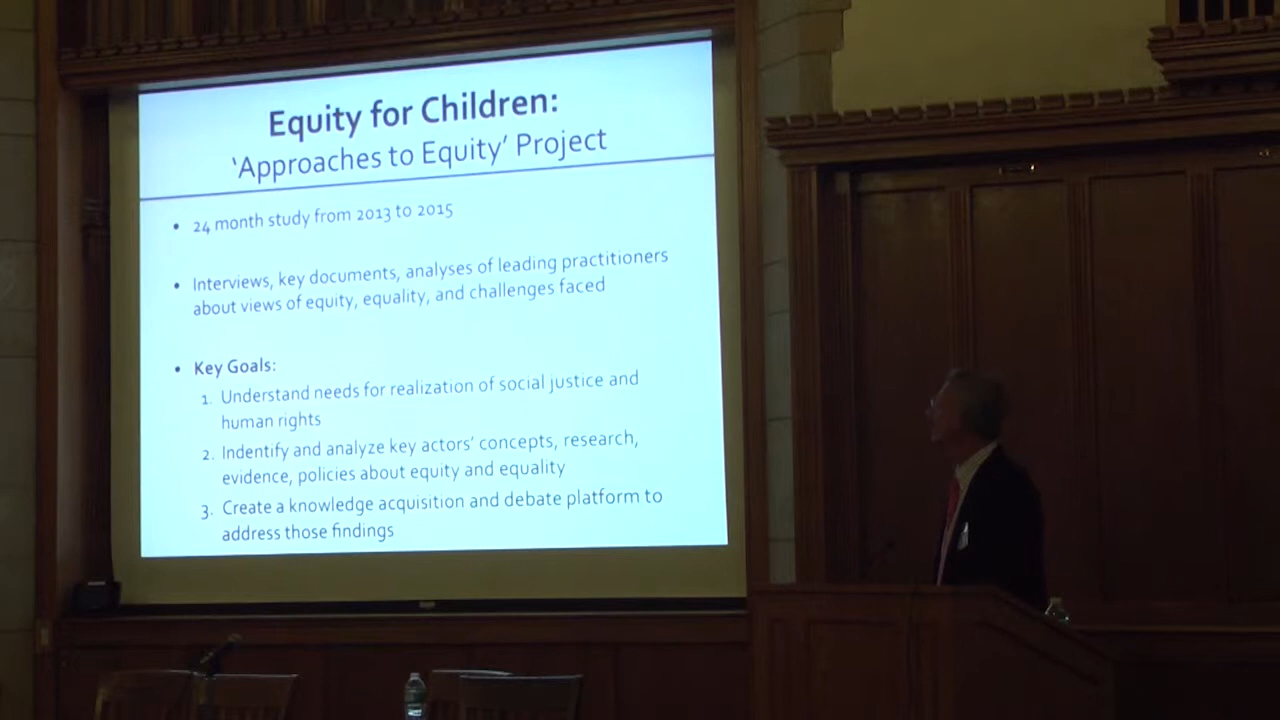 Equity for Children:
'Approaches to Equity' Project
• 24 month study from 2013 to 2015
• Interviews, key documents, analyses of leading practitioners
about views of equity, equality, and challenges faced
• Key Goals:
1. Understand needs for realization of social justice and
human rights
2. Indentify and analyze key actors' concepts, research,
evidence, policies about equity and equality
3. Create a knowledge acquisition and debate platform to
address those findings